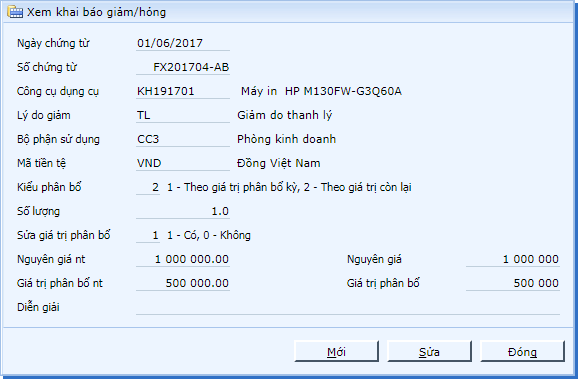 Xem khai báo giảm/hỏng
Ngày chứng từ 01/06/2017
Số chứng từ FX201704-AB
Công cụ dụng cụ KH191701 Máy in HP M130FW-G3Q60A
Lý do giảm TL Giảm do thanh lý
Bộ phận sử dụng CC3 Phòng kinh doanh
Mã tiền tệ VND Đồng Việt Nam
Kiểu phân bổ 2 1 - Theo giá trị phân bổ kỳ, 2 - Theo giá trị còn lại
Số lượng 1.0
Sửa giá trị phân bổ 1 1 - Có, 0 - Không
Nguyên giá nt 1 000 000.00 Nguyên giá 1 000 000
Giá trị phân bổ nt 500 000.00 Giá trị phân bổ 500 000
Diễn giải
Mới Sửa Đóng